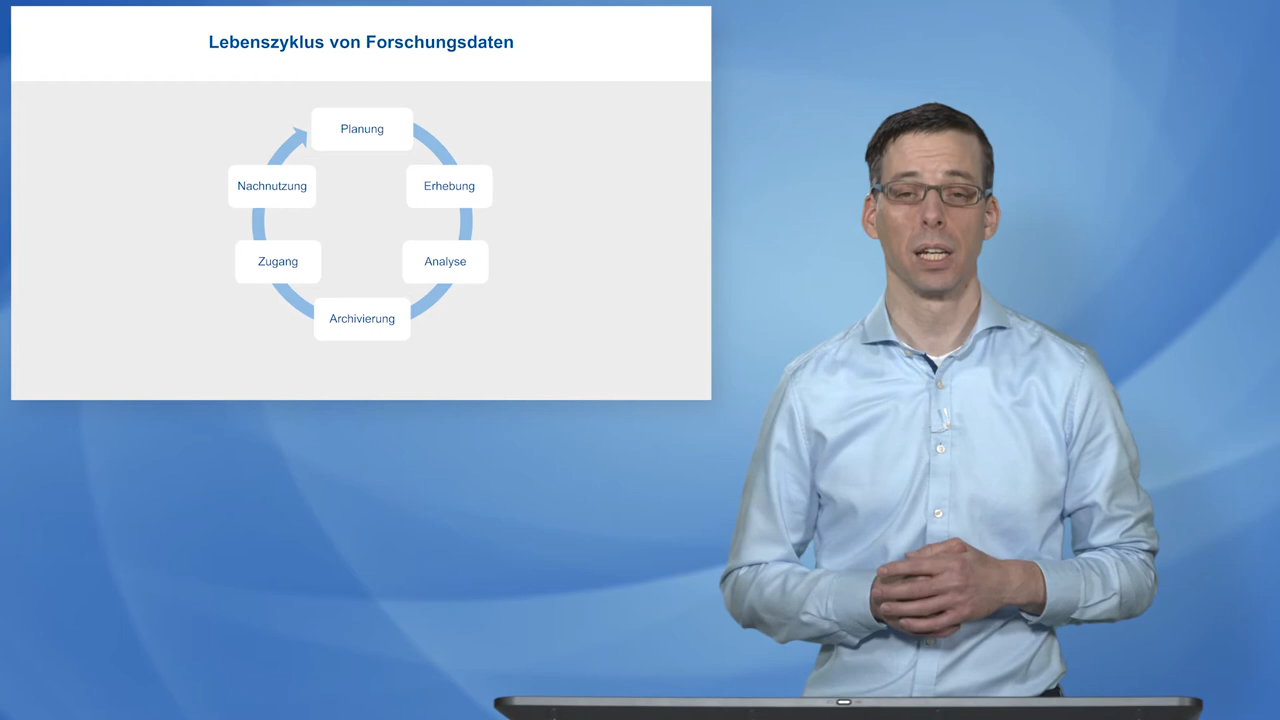 Lebenszyklus von Forschungsdaten
Planung
Nachnutzung
Erhebung
Zugang
Analyse
Archivierung